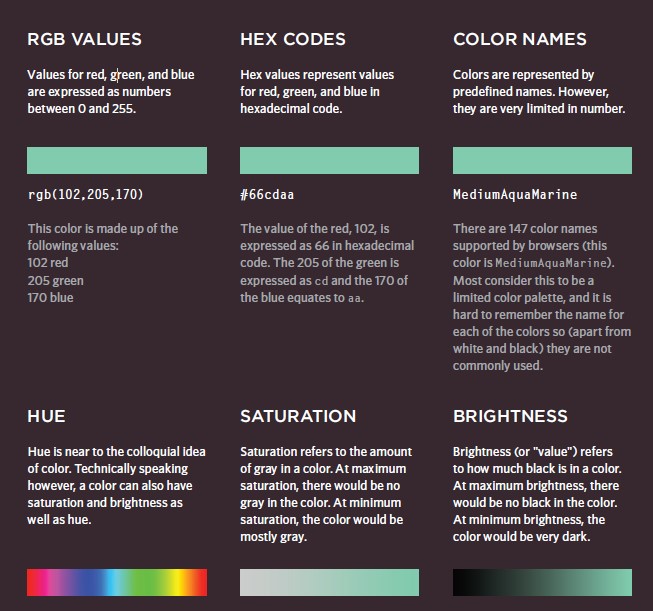 RGB VALUES
Values for red, green, and blue
are expressed as numbers
between 0 and 255.
rgb(102,205,170)
This color is made up of the
following values:
102 red
205 green
170 blue
HEX CODES
Hex values represent values
for red, green, and blue in
hexadecimal code.
#66cdaa
The value of the red, 102, is
expressed as 66 in hexadecimal
code. The 205 of the green is
expressed as cd and the 170 of
the blue equates to aa.
COLOR NAMES
Colors are represented by
predefined names. However,
they are very limited in number.
MediumAquaMarine
There are 147 color names
supported by browsers (this
color is MediumAquaMarine).
Most consider this to be a
limited color palette, and it is
hard to remember the name for
each of the colors so (apart from
white and black) they are not
commonly used.
HUE
Hue is near to the colloquial idea
of color. Technically speaking
however, a color can also have
saturation and brightness as
well as hue.
SATURATION
Saturation refers to the amount
of gray in a color. At maximum
saturation, there would be no
gray in the color. At minimum
saturation, the color would be
mostly gray.
BRIGHTNESS
Brightness (or "value") refers
to how much black is in a color.
At maximum brightness, there
would be no black in the color.
At minimum brightness, the
color would be very dark.